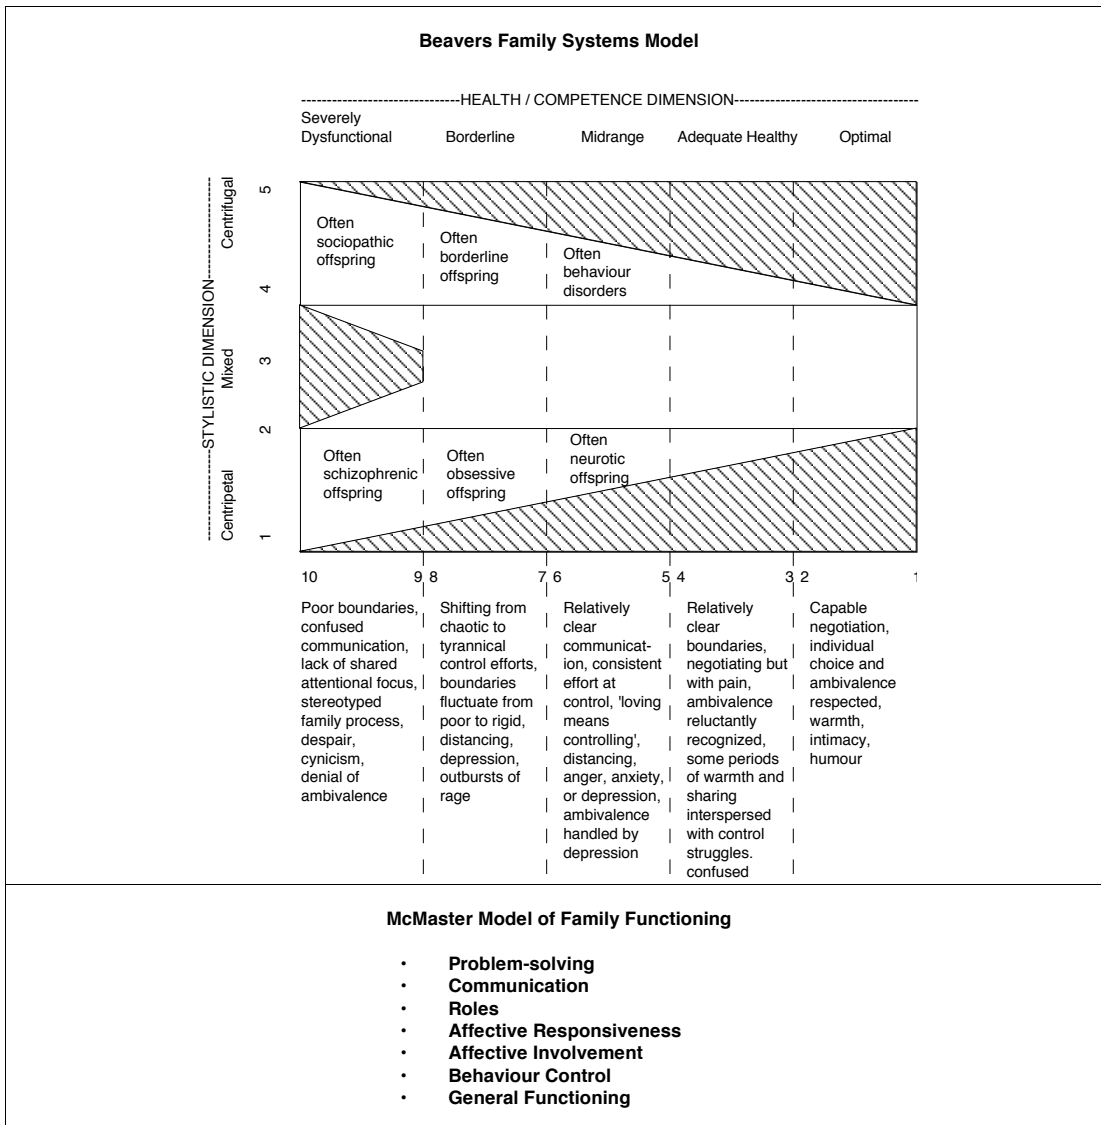 Beavers Family Systems Model
-------------------------------HEALTH / COMPETENCE DIMENSION------------------------------------
Severely
Dysfunctional
Borderline
Midrange
Adequate Healthy
Optimal
------------------STYLISTIC DIMENSION------------------
Centrifugal
Mixed
Centripetal
5
4
3
2
1
Often
sociopathic
offspring
Often
borderline
offspring
Often
behaviour
disorders
Often
schizophrenic
offspring
Often
obsessive
offspring
Often
neurotic
offspring
10 9 8 7 6 5 4 3 2 1
Poor boundaries,
confused
communication,
lack of shared
attentional focus,
stereotyped
family process,
despair,
cynicism,
denial of
ambivalence
Shifting from
chaotic to
tyrannical
control efforts,
boundaries
fluctuate from
poor to rigid,
distancing,
depression,
outbursts of
rage
Relatively
clear
communicat-
ion, consistent
effort at
control, 'loving
means
controlling',
distancing,
anger, anxiety,
or depression,
ambivalence
handled by
depression
Relatively
clear
boundaries,
negotiating but
with pain,
ambivalence
reluctantly
recognized,
some periods
of warmth and
sharing
interspersed
with control
struggles.
confused
Capable
negotiation,
individual
choice and
ambivalence
respected,
warmth,
intimacy,
humour
McMaster Model of Family Functioning
• Problem-solving
• Communication
• Roles
• Affective Responsiveness
• Affective Involvement
• Behaviour Control
• General Functioning